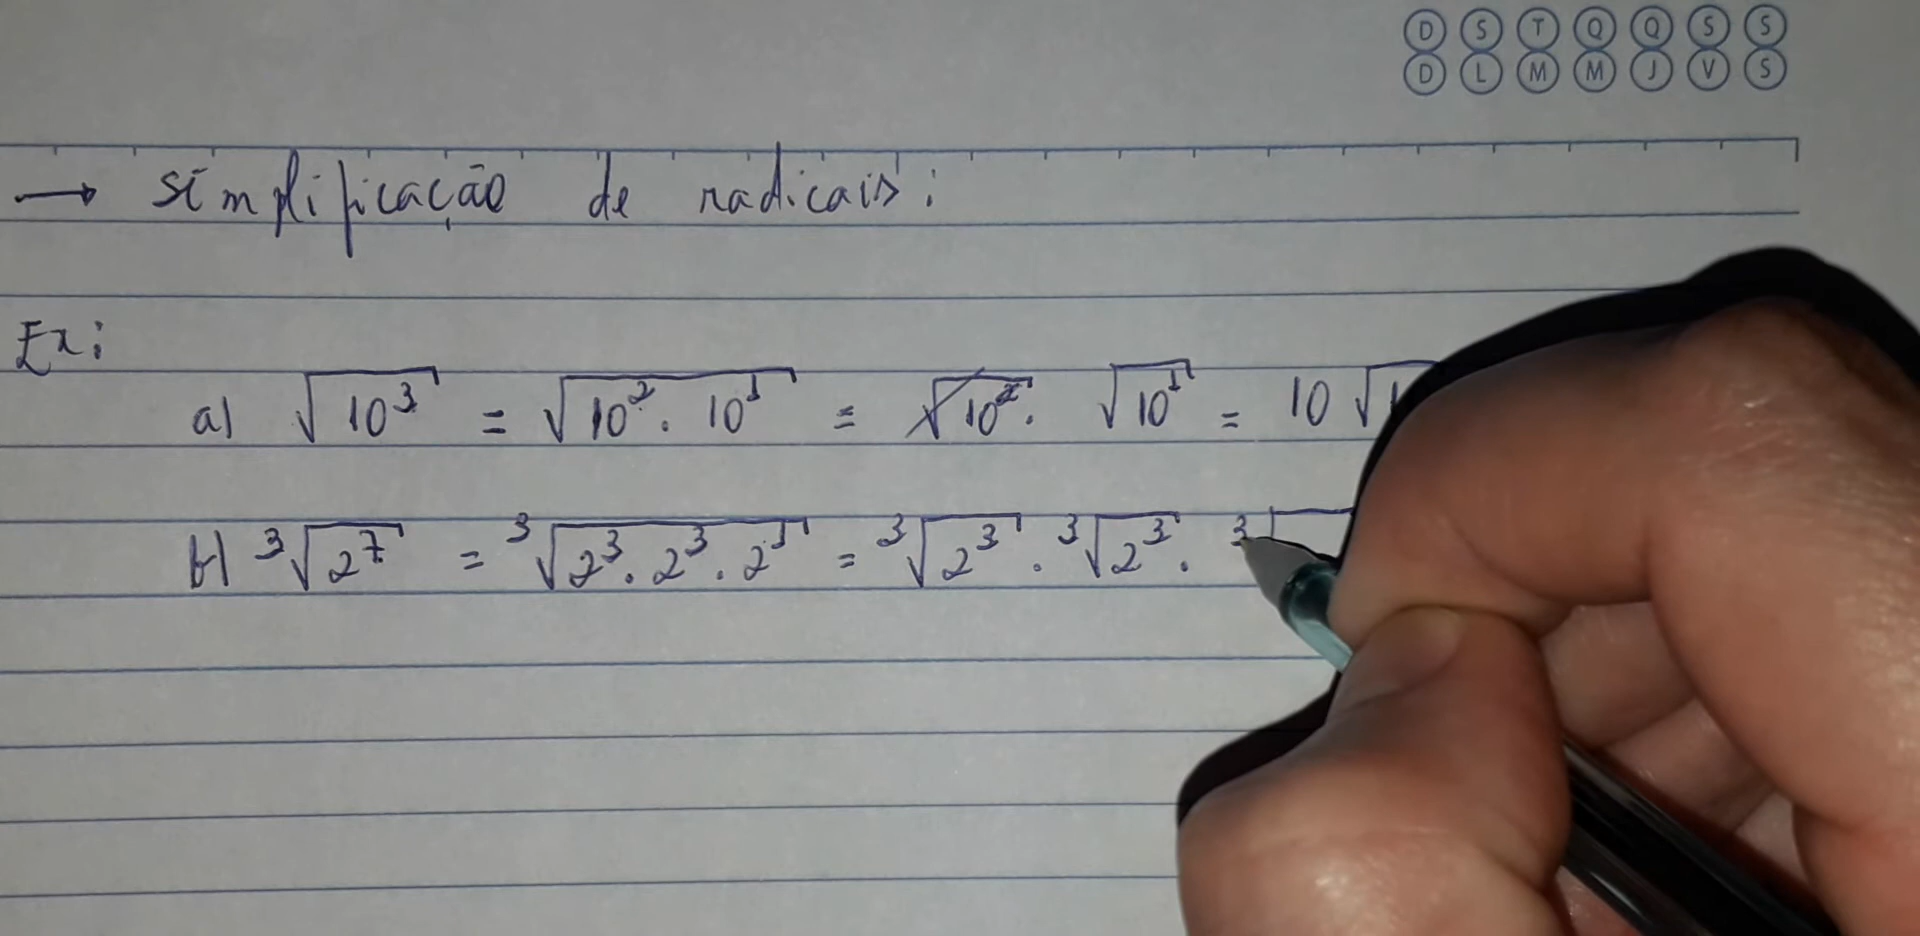 D S T Q Q S S
D L M M J V S
→ simplificação de radicais:
Ex:
a) √10³ = √10² . 10¹ = √10² . √10¹ = 10 √1
b) ³√2⁷ = ³√2³ . 2³ . 2¹ = ³√2³ . ³√2³ . ³√